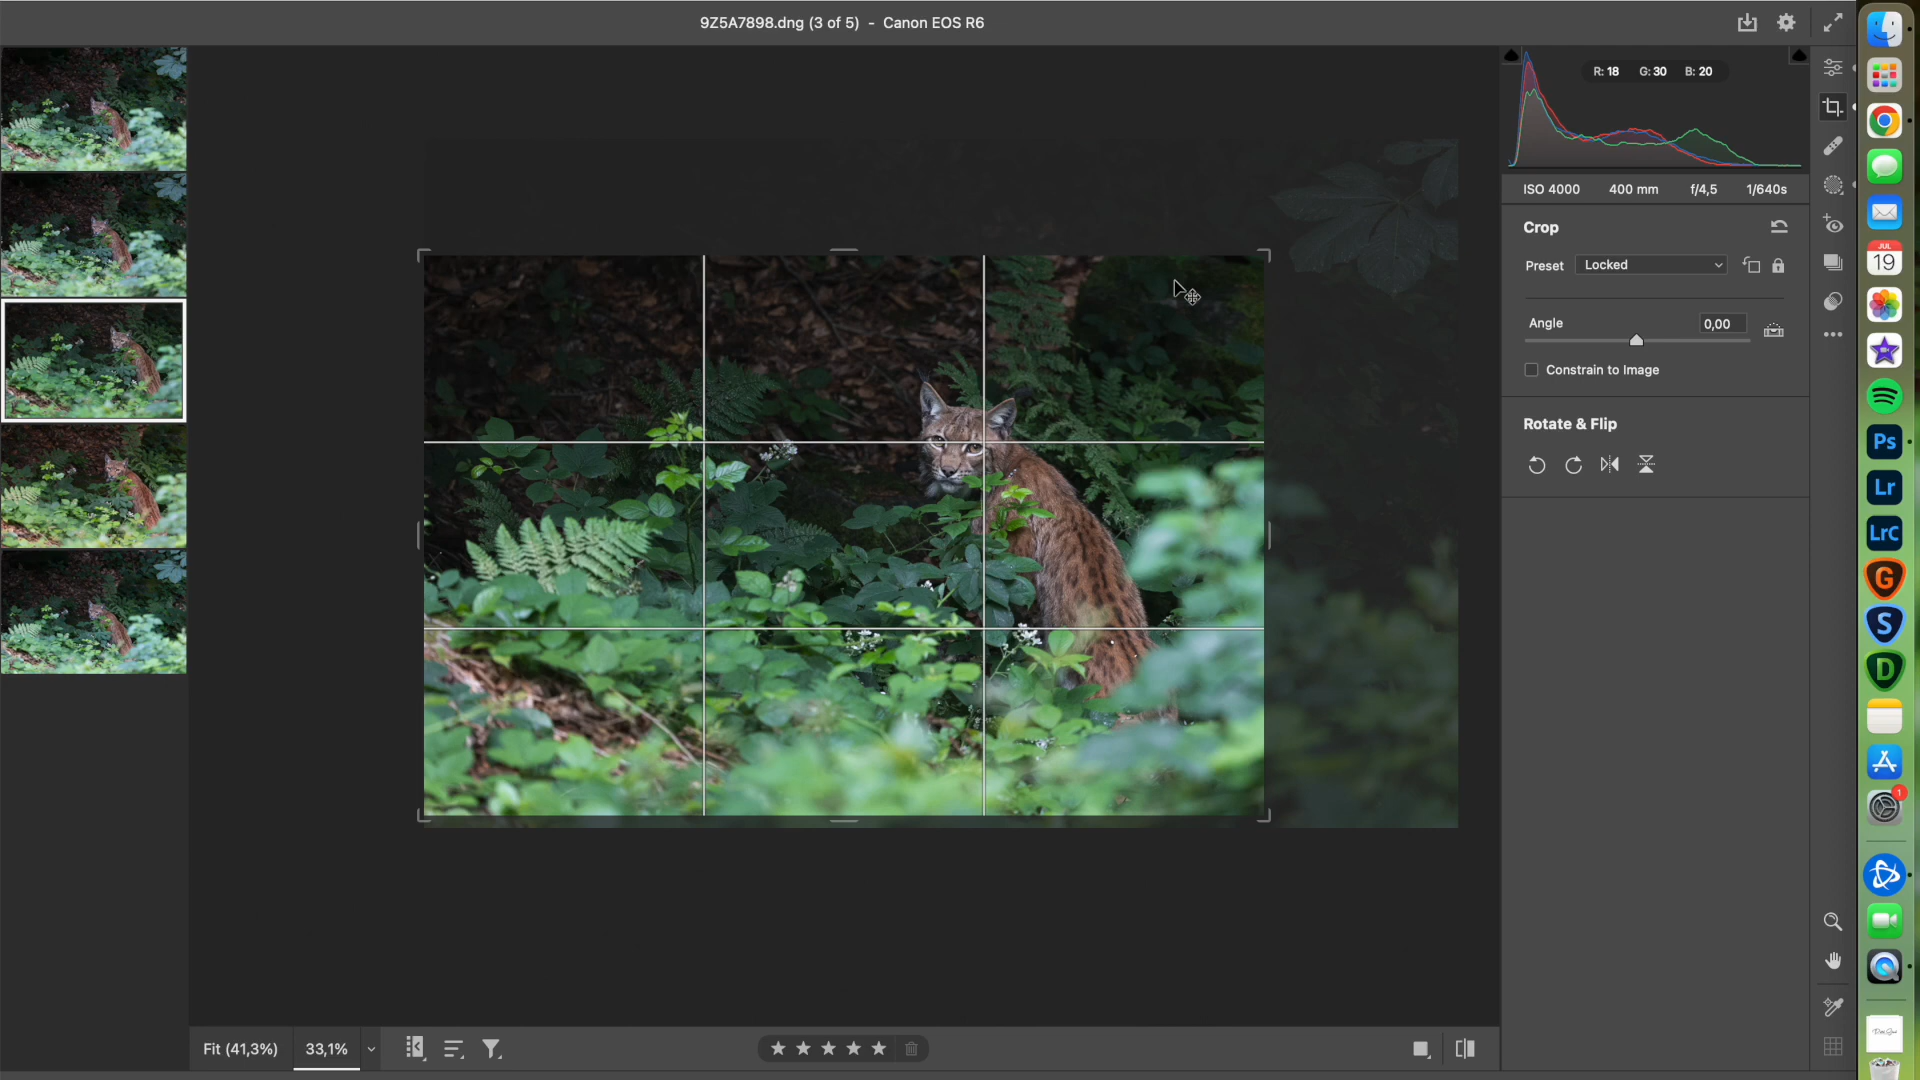 9Z5A7898.dng (3 of 5)  -  Canon EOS R6
R: 18 G: 30 B: 20
ISO 4000 400 mm f/4,5 1/640s
Crop
Preset Locked
Angle 0,00
Constrain to Image
Rotate & Flip
Fit (41,3%) 33,1%
JUL
19
Ps
Lr
LrC
G
S
D
1